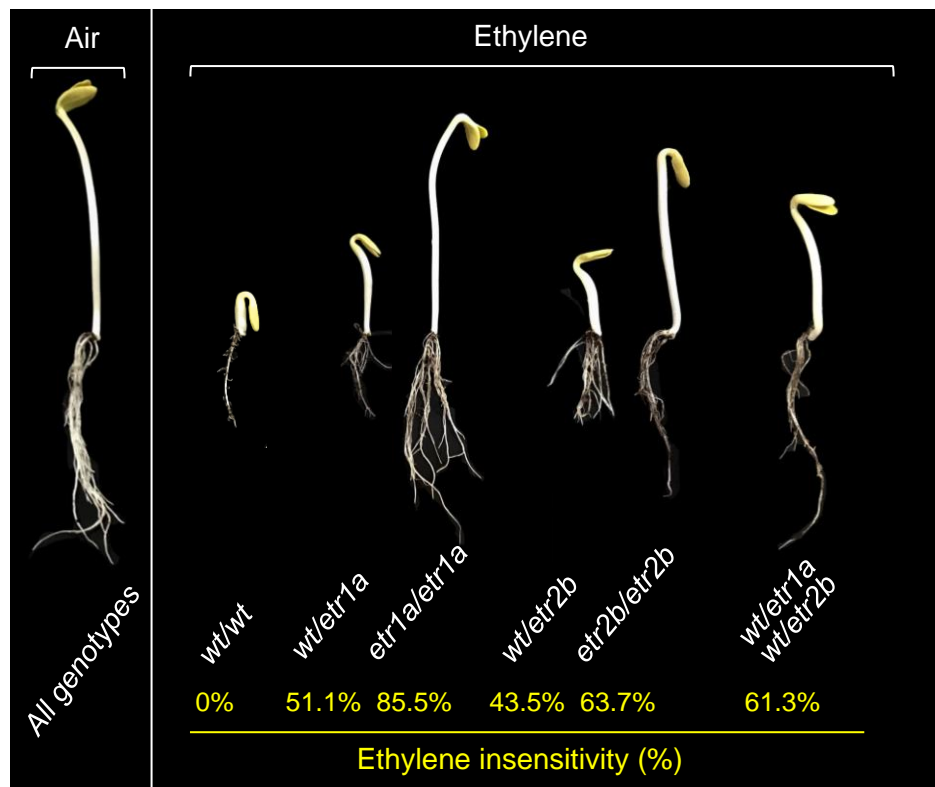 Air
Ethylene
All genotypes
wt/wt
wt/etr1a
etr1a/etr1a
wt/etr2b
etr2b/etr2b
wt/etr1a
wt/etr2b
0% 51.1% 85.5% 43.5% 63.7% 61.3%
Ethylene insensitivity (%)